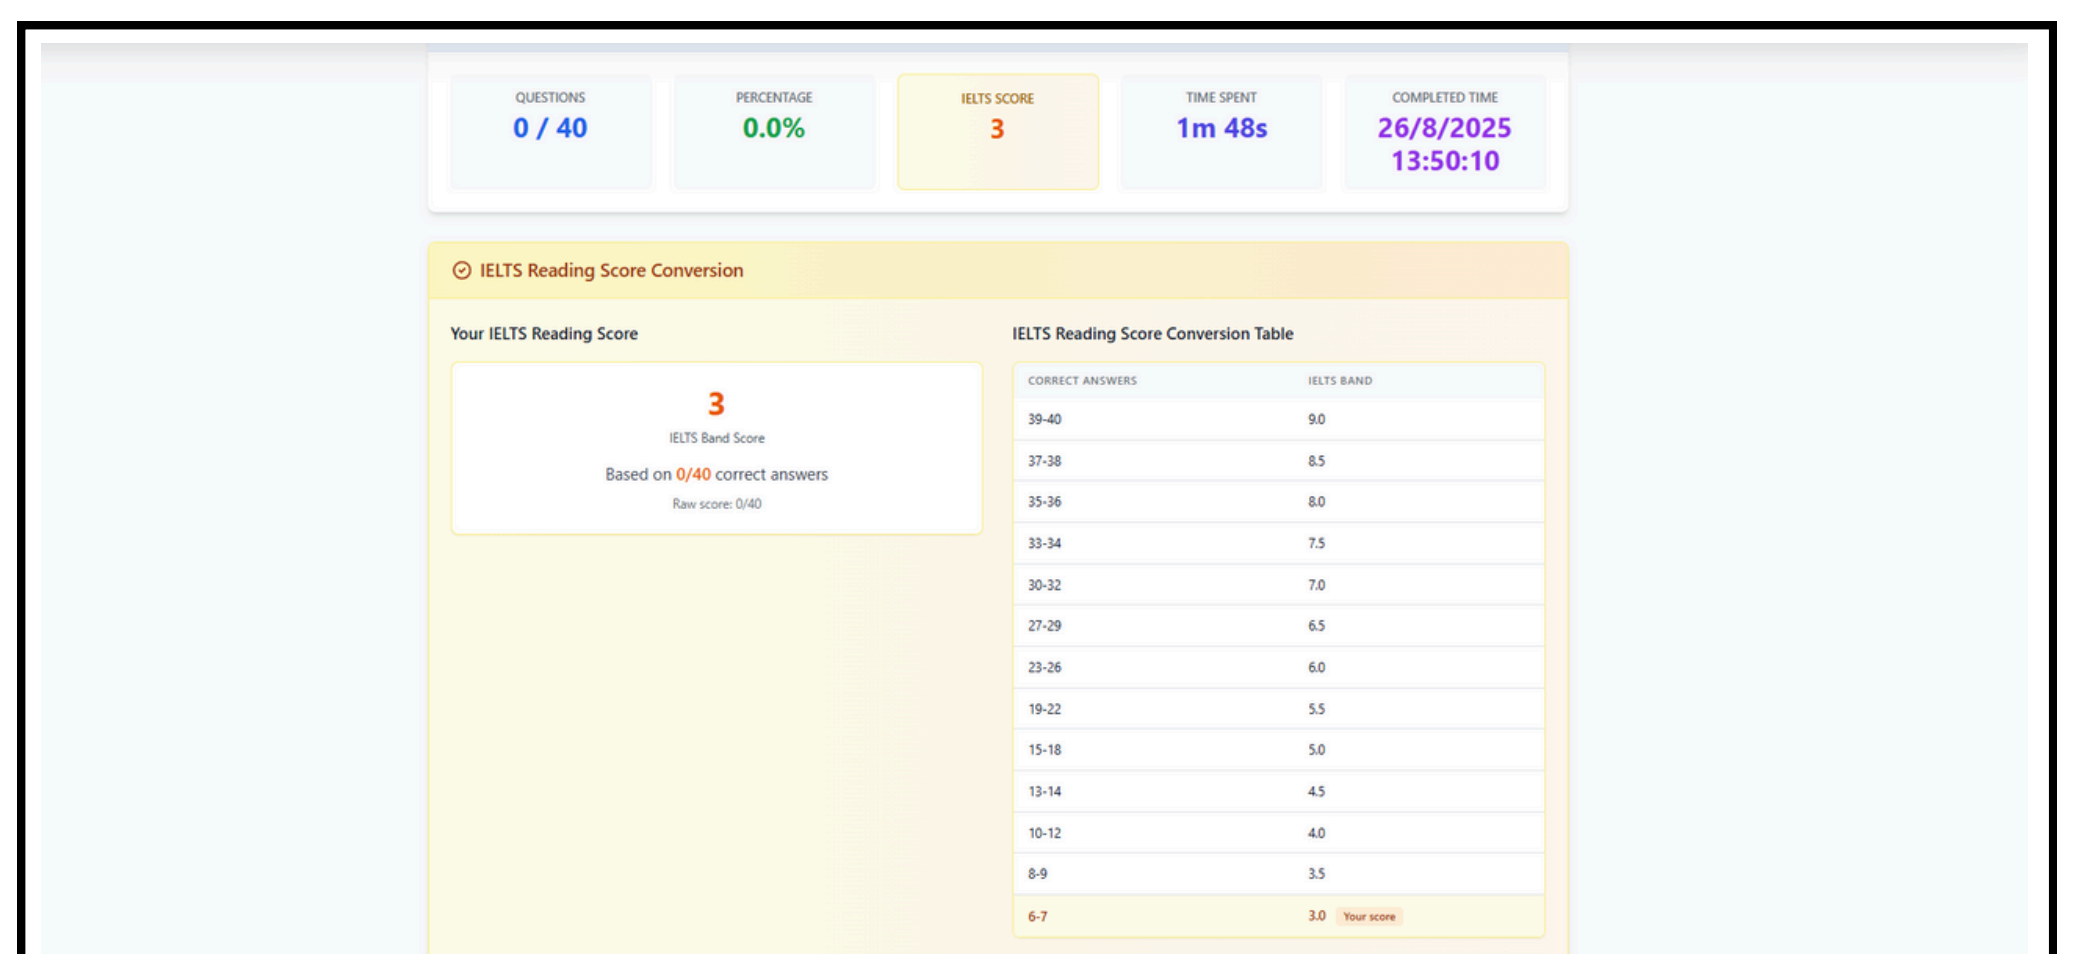 QUESTIONS
0 / 40
PERCENTAGE
0.0%
IELTS SCORE
3
TIME SPENT
1m 48s
COMPLETED TIME
26/8/2025
13:50:10
IELTS Reading Score Conversion
Your IELTS Reading Score
3
IELTS Band Score
Based on 0/40 correct answers
Raw score: 0/40
IELTS Reading Score Conversion Table
CORRECT ANSWERS IELTS BAND
39-40 9.0
37-38 8.5
35-36 8.0
33-34 7.5
30-32 7.0
27-29 6.5
23-26 6.0
19-22 5.5
15-18 5.0
13-14 4.5
10-12 4.0
8-9 3.5
6-7 3.0 Your score